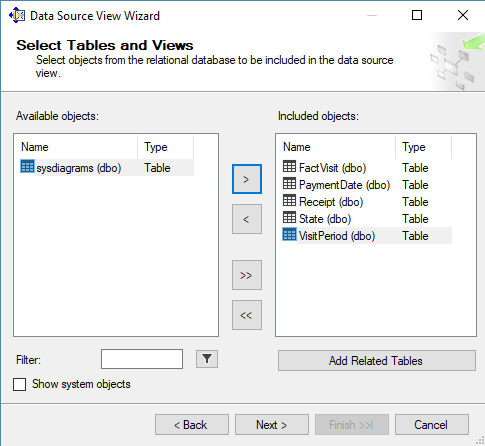 Data Source View Wizard
Select Tables and Views
Select objects from the relational database to be included in the data source
view.
Available objects:
Name Type
sysdiagrams (dbo) Table
>
<
>>
<<
Included objects:
Name Type
FactVisit (dbo) Table
PaymentDate (dbo) Table
Receipt (dbo) Table
State (dbo) Table
VisitPeriod (dbo) Table
Filter:
Add Related Tables
Show system objects
< Back Next > Finish >>| Cancel